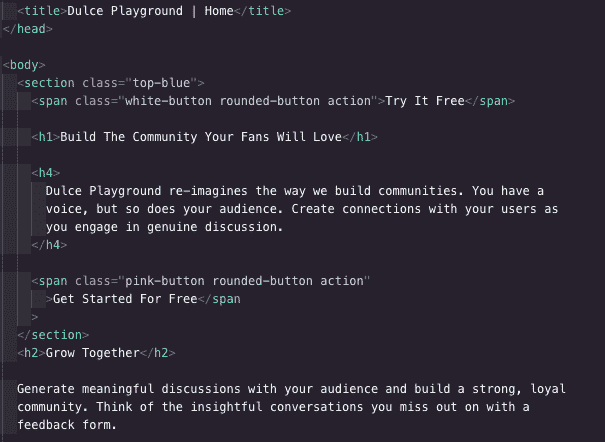 <title>Dulce Playground | Home</title>
</head>
<body>
<section class="top-blue">
<span class="white-button rounded-button action">Try It Free</span>
<h1>Build The Community Your Fans Will Love</h1>
<h4>
Dulce Playground re-imagines the way we build communities. You have a
voice, but so does your audience. Create connections with your users as
you engage in genuine discussion.
</h4>
<span class="pink-button rounded-button action"
>Get Started For Free</span
>
</section>
<h2>Grow Together</h2>
Generate meaningful discussions with your audience and build a strong, loyal
community. Think of the insightful conversations you miss out on with a
feedback form.